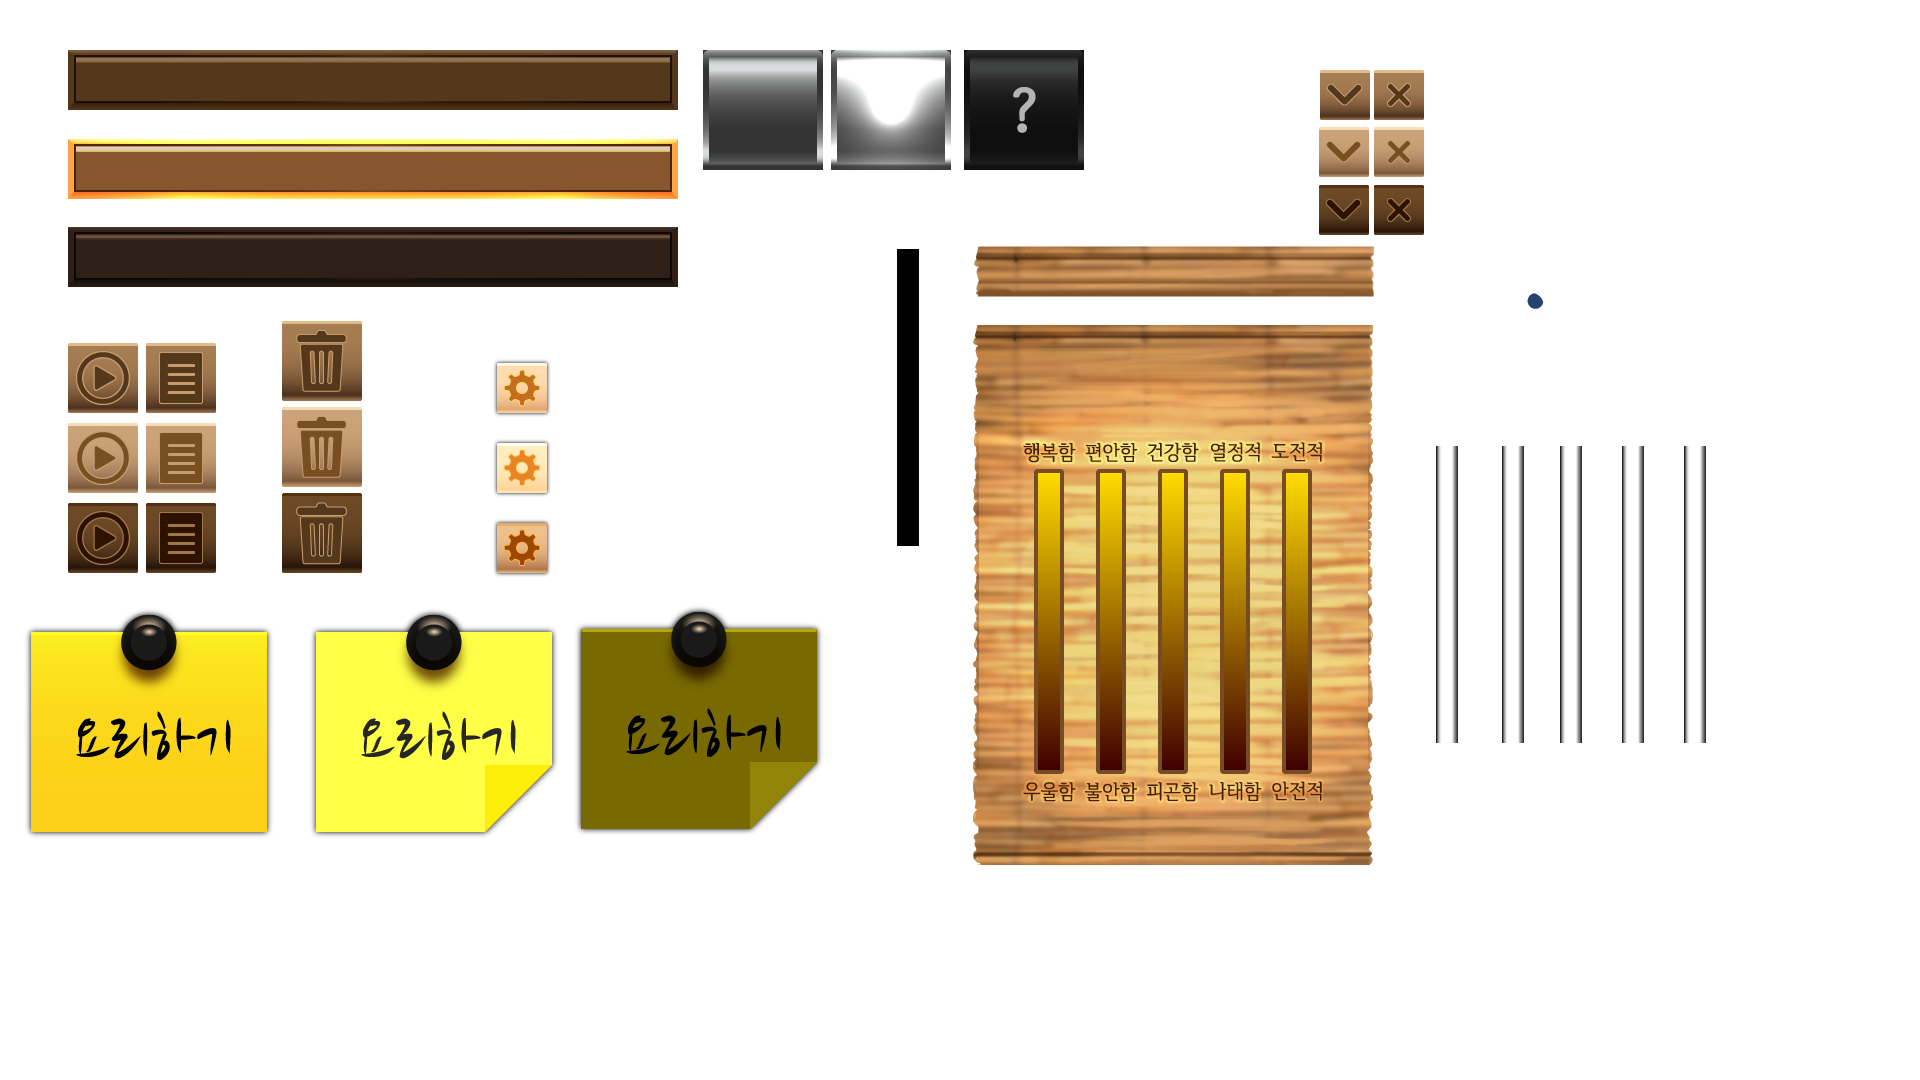 ?
행복함 편안함 건강함 열정적 도전적
우울함 불안함 피곤함 나태함 안전적
요리하기
요리하기
요리하기